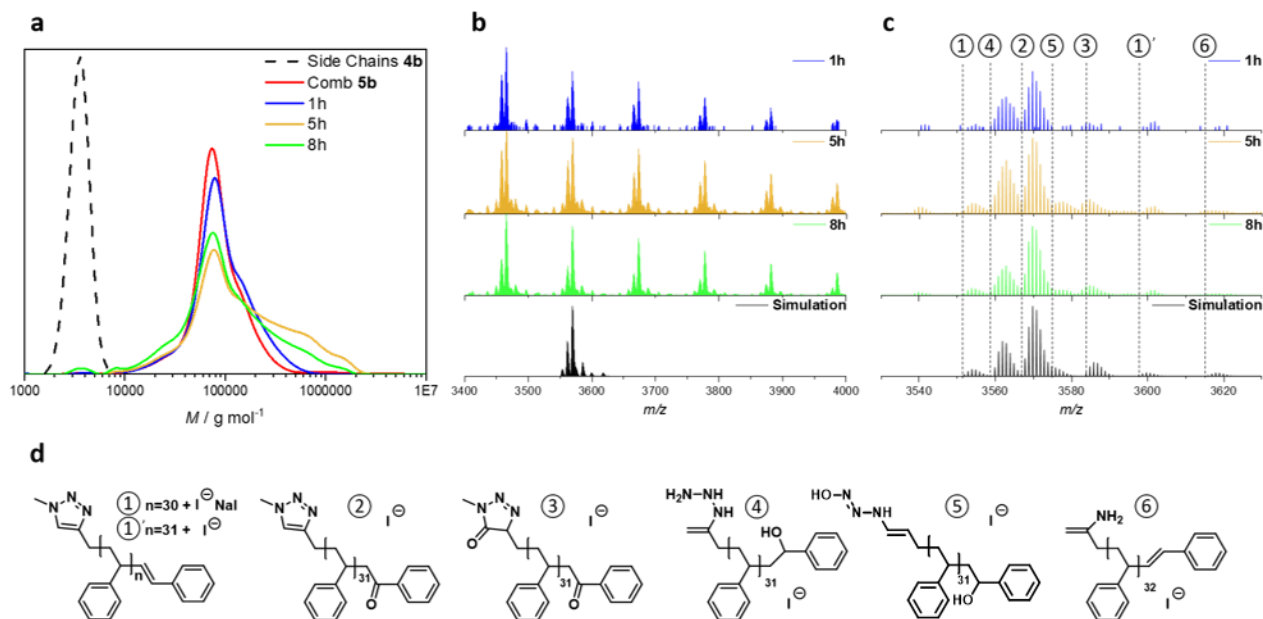 a
Side Chains 4b
Comb 5b
1h
5h
8h
1000 10000 100000 1000000 1E7
M / g mol⁻¹
b
1h
5h
8h
Simulation
3400 3500 3600 3700 3800 3900 4000
m/z
c
① ④ ② ⑤ ③ ①′ ⑥
1h
5h
8h
Simulation
3540 3560 3580 3600 3620
m/z
d
① n=30 + I⊖ NaI
①′ n=31 + I⊖
N N N
n
②
N N N
I⊖
31
O
③
N N N
O
I⊖
31
O
④
H₂N-N-NH
HO
31
I⊖
⑤
HO-N N-NH
I⊖
31
HO
⑥
NH₂
32
I⊖